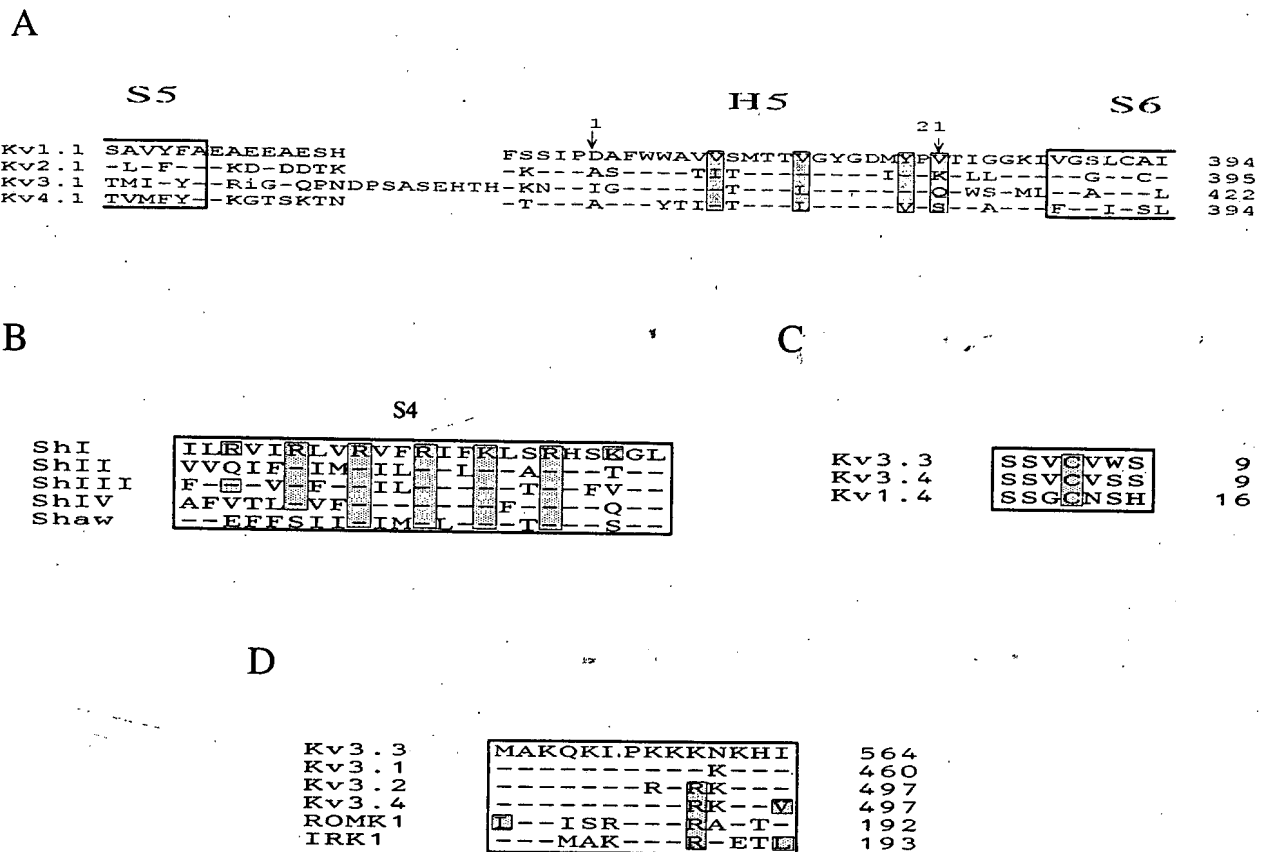 A
S5 H5 S6
1 21
Kv1.1 SAVYFAEAEEAESH FSSIPDAFWWAVVSMTTVGYGDMYPVTIGGKIVGSLCAI 394
Kv2.1 -L-F---KD-DDTK -K---AS----TIT-------I-K-LL----G--C- 395
Kv3.1 TMI-Y--RiG-QPNDPSASEHTH-KN--IG----T---I-----Q-WS-MI--A---L 422
Kv4.1 TVMFY--KGTSKTN -T---A---YTI-T---L-----V-S--A---F--I-SL 394
B
S4
ShI ILRVIRLVRVFRIFKLSRHSKGL
ShII VVQIF-IM-IL--L--A---T--
ShIII F----V-F--IL-----T--FV--
ShIV AFVTL-VF-------F----Q--
Shaw --EFFSII-IM-L---T---S--
C
Kv3.3 SSVCVWS 9
Kv3.4 SSVCVSS 9
Kv1.4 SSGCNSH 16
D
Kv3.3 MAKQKI.PKKKNKHI 564
Kv3.1 ----------K--- 460
Kv3.2 -------R-RK--- 497
Kv3.4 ---------RK--V 497
ROMK1 I--ISR---RA-T- 192
IRK1 ---MAK---R-ETL 193